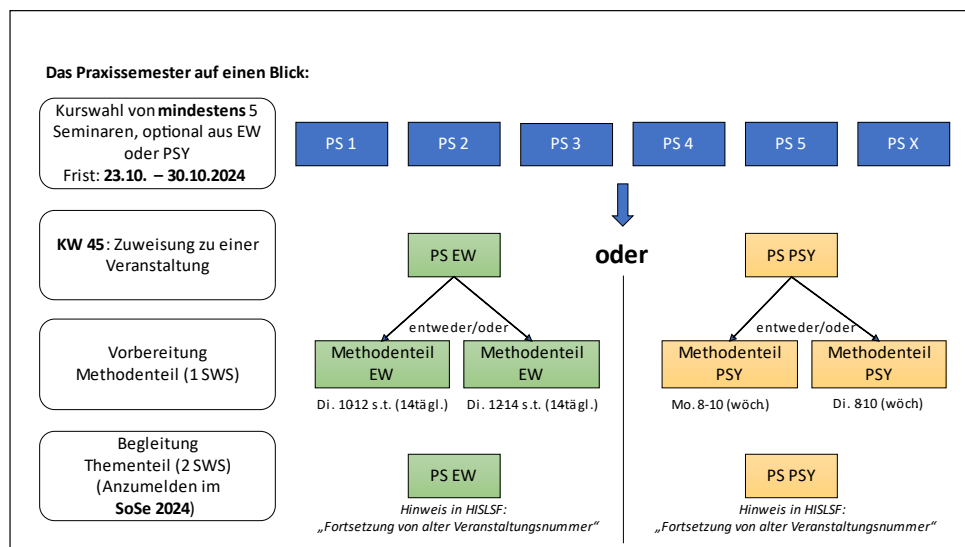 Das Praxissemester auf einen Blick:
Kurswahl von mindestens 5
Seminaren, optional aus EW
oder PSY
Frist: 23.10. – 30.10.2024
PS 1
PS 2
PS 3
PS 4
PS 5
PS X
KW 45: Zuweisung zu einer
Veranstaltung
PS EW
oder
PS PSY
entweder/oder
entweder/oder
Vorbereitung
Methodenteil (1 SWS)
Methodenteil
EW
Methodenteil
EW
Methodenteil
PSY
Methodenteil
PSY
Di. 10-12 s.t. (14-tägl.)
Di. 12-14 s.t. (14-tägl.)
Mo. 8-10 (wöch.)
Di. 8-10 (wöch)
Begleitung
Thementeil (2 SWS)
(Anzumelden im
SoSe 2024)
PS EW
PS PSY
Hinweis in HISLSF:
„Fortsetzung von alter Veranstaltungsnummer“
Hinweis in HISLSF:
„Fortsetzung von alter Veranstaltungsnummer“